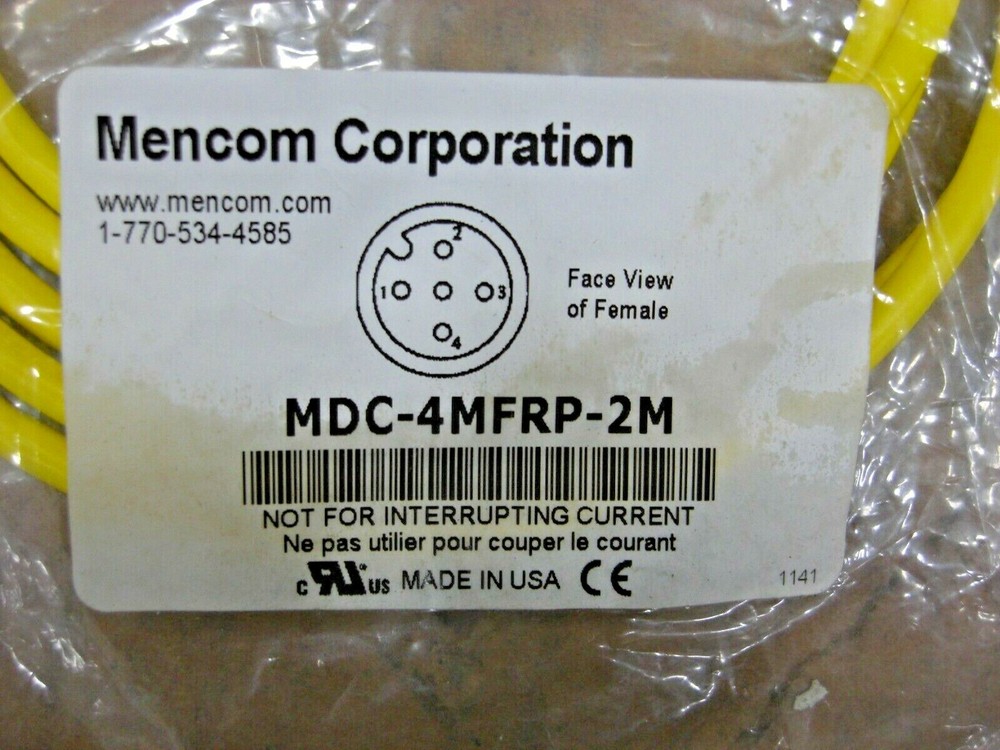 Mencom Corporation
www.mencom.com
1-770-534-4585
2
1
3
4
Face View
of Female
MDC-4MFRP-2M
NOT FOR INTERRUPTING CURRENT
Ne pas utilier pour couper le courant
c RU US MADE IN USA CE
1141